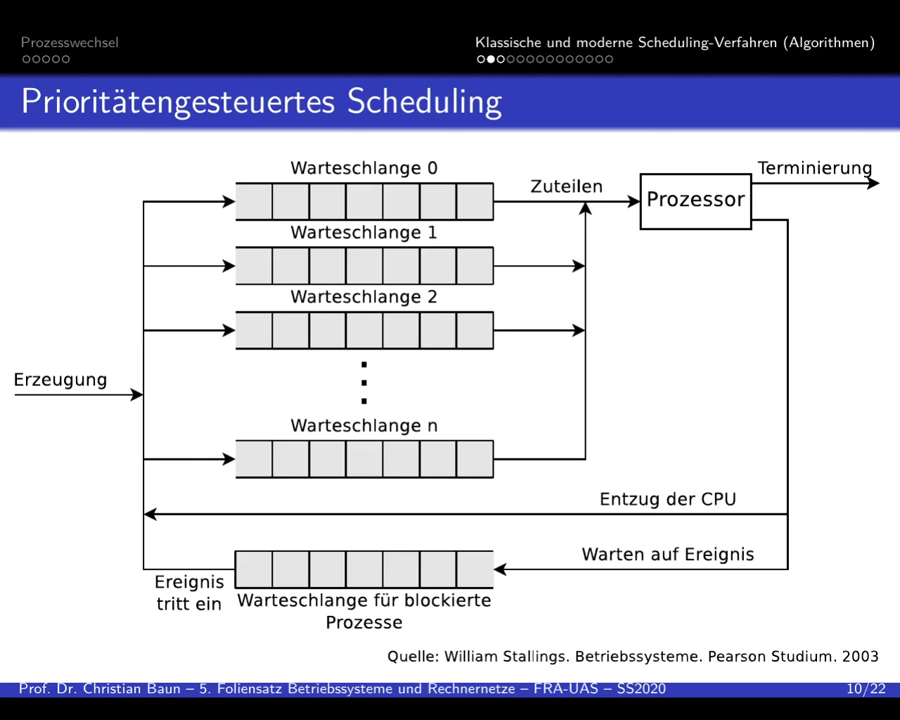 Prozesswechsel
Klassische und moderne Scheduling-Verfahren (Algorithmen)
Prioritätengesteuertes Scheduling
Warteschlange 0
Zuteilen
Prozessor
Terminierung
Warteschlange 1
Warteschlange 2
Erzeugung
Warteschlange n
Entzug der CPU
Warten auf Ereignis
Ereignis
tritt ein
Warteschlange für blockierte
Prozesse
Quelle: William Stallings. Betriebssysteme. Pearson Studium. 2003
Prof. Dr. Christian Baun – 5. Foliensatz Betriebssysteme und Rechnernetze – FRA-UAS – SS2020
10/22